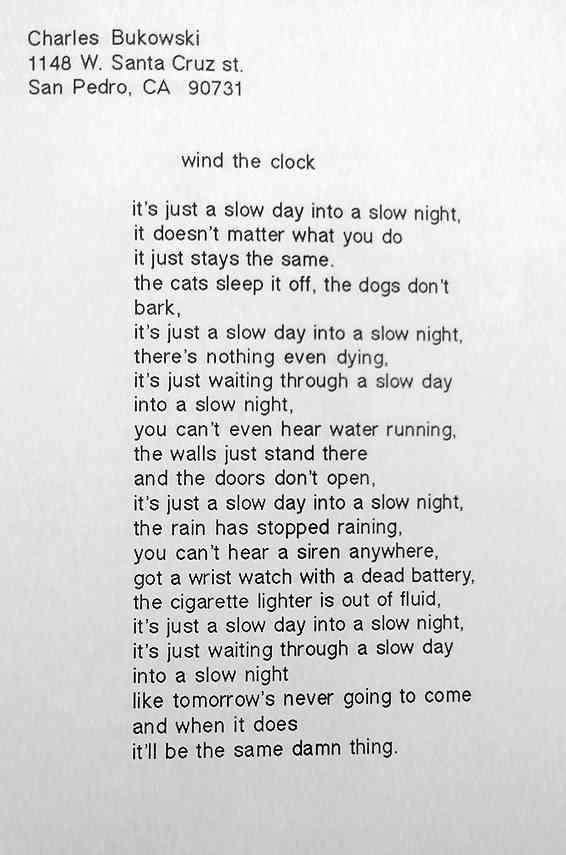 Charles Bukowski
1148 W. Santa Cruz st.
San Pedro, CA 90731
wind the clock
it's just a slow day into a slow night,
it doesn't matter what you do
it just stays the same.
the cats sleep it off, the dogs don't
bark,
it's just a slow day into a slow night,
there's nothing even dying,
it's just waiting through a slow day
into a slow night,
you can't even hear water running,
the walls just stand there
and the doors don't open,
it's just a slow day into a slow night,
the rain has stopped raining,
you can't hear a siren anywhere,
got a wrist watch with a dead battery,
the cigarette lighter is out of fluid,
it's just a slow day into a slow night,
it's just waiting through a slow day
into a slow night
like tomorrow's never going to come
and when it does
it'll be the same damn thing.